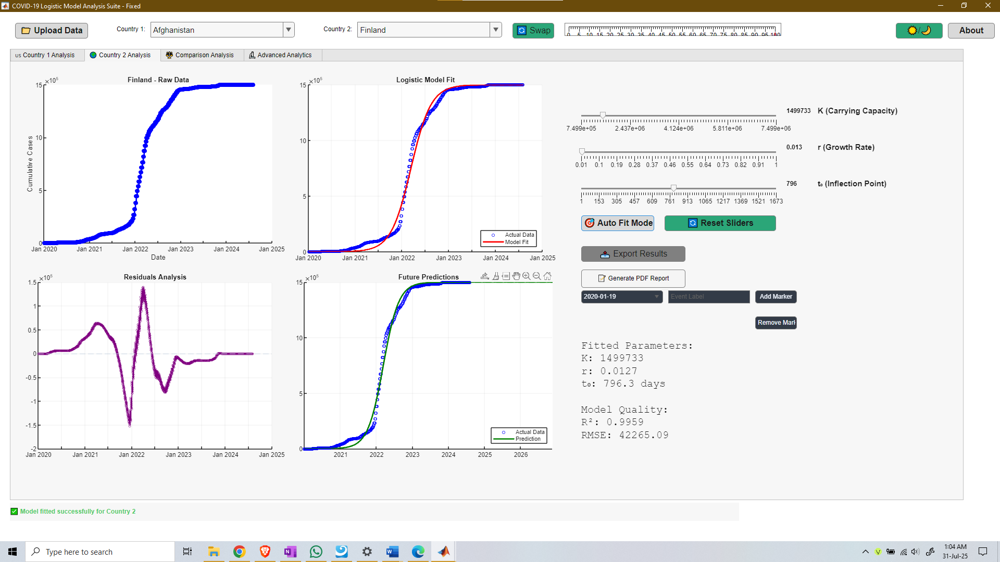 COVID-19 Logistic Model Analysis Suite - Fixed
Upload Data
Country 1:
Afghanistan
Country 2:
Finland
Swap
0 5 10 15 20 25 30 35 40 45 50 55 60 65 70 75 80 85 90 95 100
About
US Country 1 Analysis
Country 2 Analysis
Comparison Analysis
Advanced Analytics
Finland - Raw Data
×10⁵
15
10
5
0
Cumulative Cases
Jan 2020 Jan 2021 Jan 2022 Jan 2023 Jan 2024 Jan 2025
Date
Logistic Model Fit
×10⁵
15
10
5
0
Actual Data
Model Fit
Jan 2020 Jan 2021 Jan 2022 Jan 2023 Jan 2024 Jan 2025
Residuals Analysis
×10⁵
1.5
1
0.5
0
-0.5
-1
-1.5
-2
Jan 2020 Jan 2021 Jan 2022 Jan 2023 Jan 2024 Jan 2025
Future Predictions
×10⁵
15
10
5
0
Actual Data
Prediction
2021 2022 2023 2024 2025 2026
1499733 K (Carrying Capacity)
7.499e+05 2.437e+06 4.124e+06 5.811e+06 7.499e+06
0.013 r (Growth Rate)
0.01 0.1 0.19 0.28 0.37 0.46 0.55 0.64 0.73 0.82 0.91 1
796 t₀ (Inflection Point)
1 153 305 457 609 761 913 1065 1217 1369 1521 1673
Auto Fit Mode
Reset Sliders
Export Results
Generate PDF Report
2020-01-19
Event Label
Add Marker
Remove Mark
Fitted Parameters:
K: 1499733
r: 0.0127
t₀: 796.3 days
Model Quality:
R²: 0.9959
RMSE: 42265.09
Model fitted successfully for Country 2
Type here to search
1:04 AM
31-Jul-25